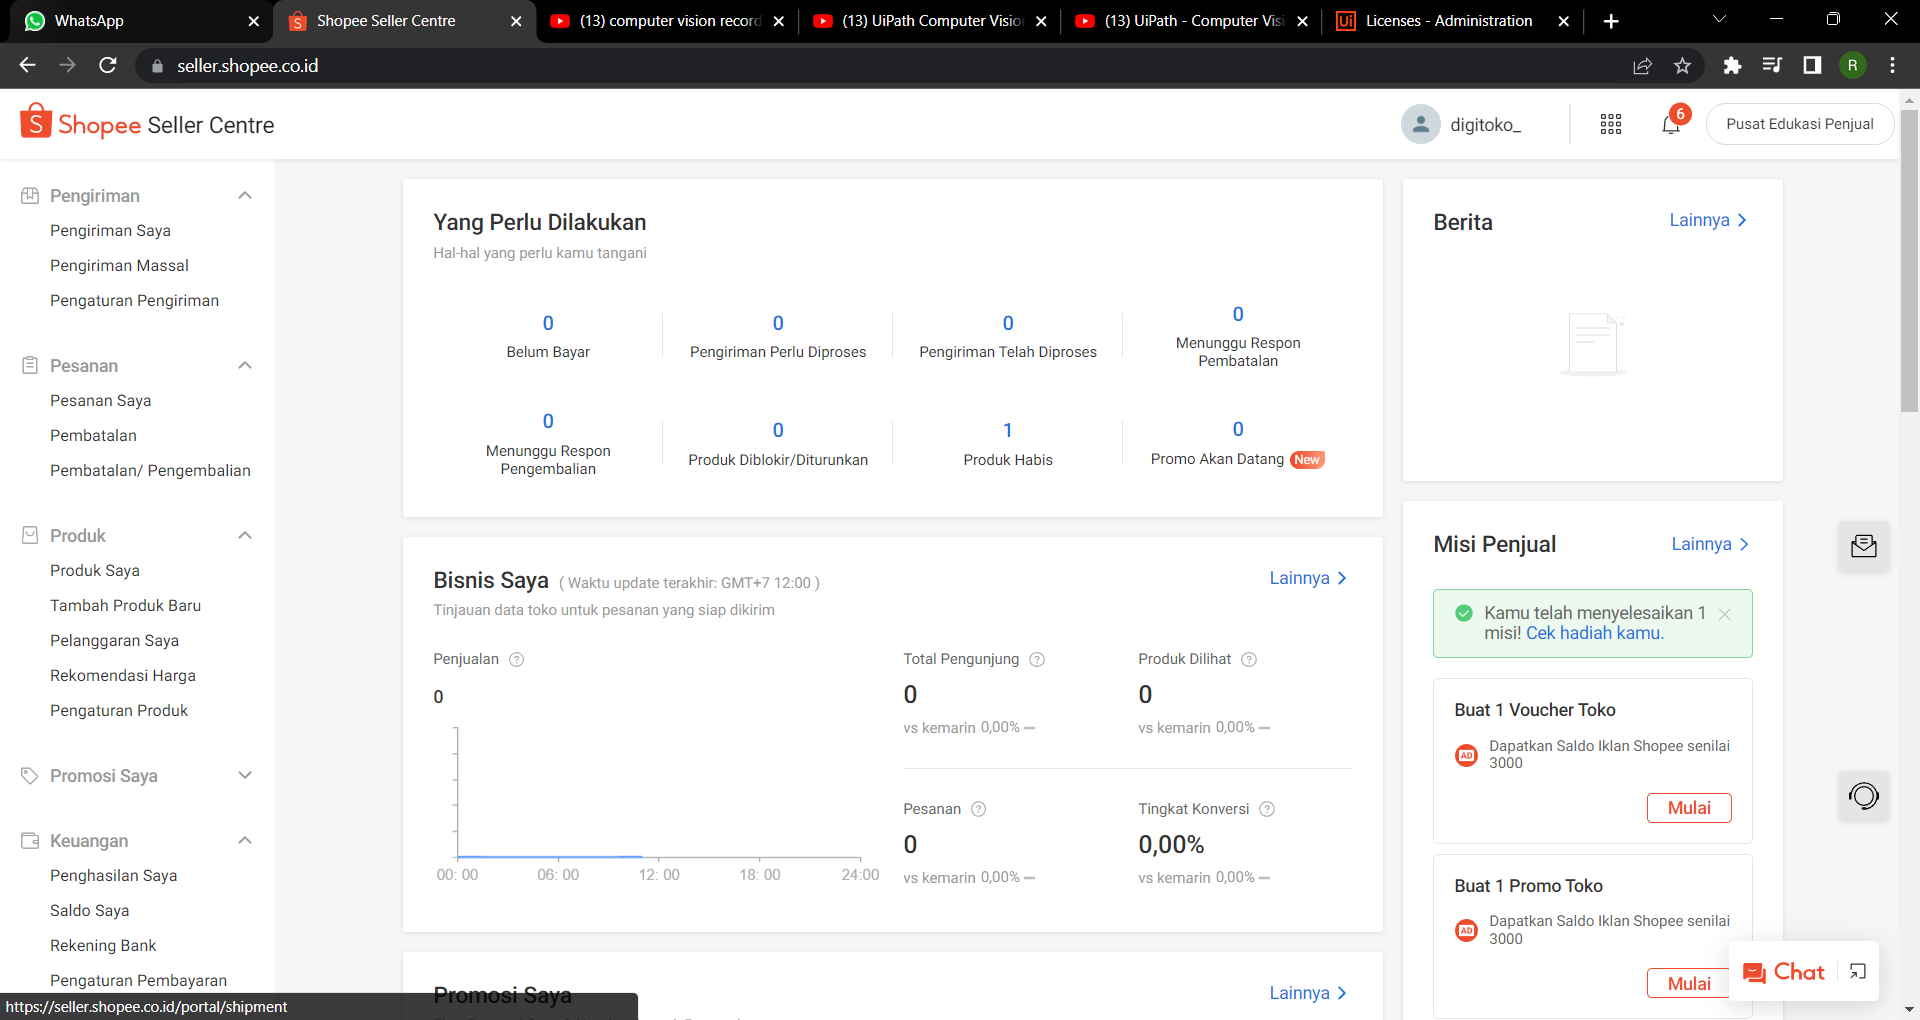 WhatsApp
Shopee Seller Centre
(13) computer vision record
(13) UiPath Computer Vision
(13) UiPath - Computer Visi
Ui
Licenses - Administration
seller.shopee.co.id
R
S
Shopee Seller Centre
digitoko_
6
Pusat Edukasi Penjual
Pengiriman
Pengiriman Saya
Pengiriman Massal
Pengaturan Pengiriman
Pesanan
Pesanan Saya
Pembatalan
Pembatalan/ Pengembalian
Produk
Produk Saya
Tambah Produk Baru
Pelanggaran Saya
Rekomendasi Harga
Pengaturan Produk
Promosi Saya
Keuangan
Penghasilan Saya
Saldo Saya
Rekening Bank
Pengaturan Pembayaran
https://seller.shopee.co.id/portal/shipment
Yang Perlu Dilakukan
Hal-hal yang perlu kamu tangani
0
Belum Bayar
0
Pengiriman Perlu Diproses
0
Pengiriman Telah Diproses
0
Menunggu Respon
Pembatalan
0
Menunggu Respon
Pengembalian
0
Produk Diblokir/Diturunkan
1
Produk Habis
0
Promo Akan Datang New
Bisnis Saya ( Waktu update terakhir: GMT+7 12:00 )
Lainnya
Tinjauan data toko untuk pesanan yang siap dikirim
Penjualan ?
0
00: 00 06: 00 12: 00 18: 00 24:00
Total Pengunjung ?
0
vs kemarin 0,00% –
Produk Dilihat ?
0
vs kemarin 0,00% –
Pesanan ?
0
vs kemarin 0,00% –
Tingkat Konversi ?
0,00%
vs kemarin 0,00% –
Promosi Saya
Lainnya
Berita
Lainnya
Misi Penjual
Lainnya
Kamu telah menyelesaikan 1
misi! Cek hadiah kamu.
Buat 1 Voucher Toko
AD
Dapatkan Saldo Iklan Shopee senilai
3000
Mulai
Buat 1 Promo Toko
AD
Dapatkan Saldo Iklan Shopee senilai
3000
Mulai
Chat